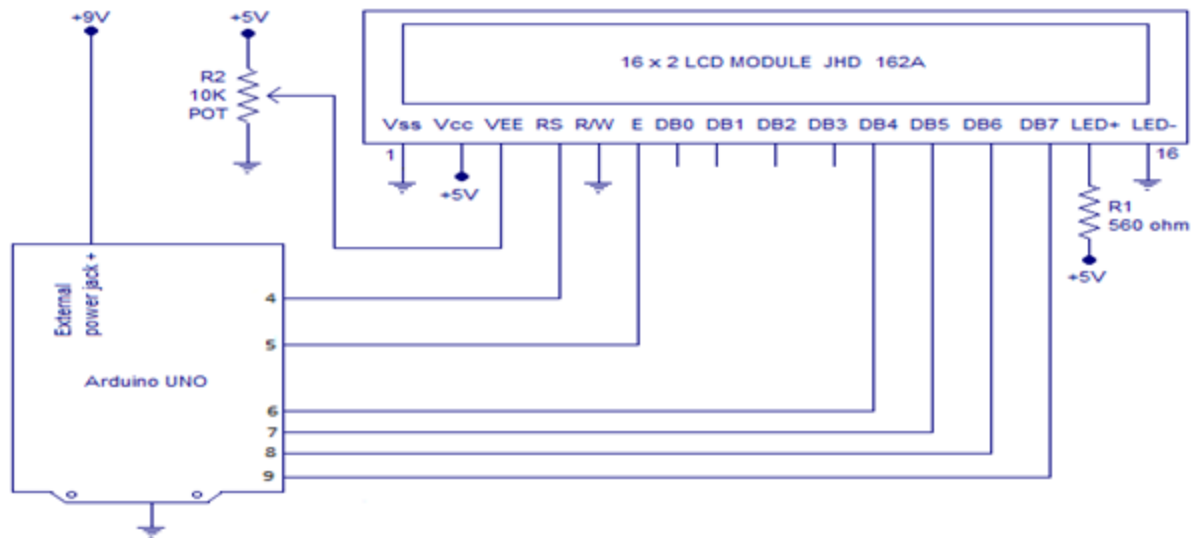 +9V
+5V
R2
10K
POT
16 x 2 LCD MODULE JHD 162A
Vss Vcc VEE RS R/W E DB0 DB1 DB2 DB3 DB4 DB5 DB6 DB7 LED+ LED-
1
16
+5V
R1
560 ohm
+5V
External
power jack +
Arduino UNO
4
5
6
7
8
9